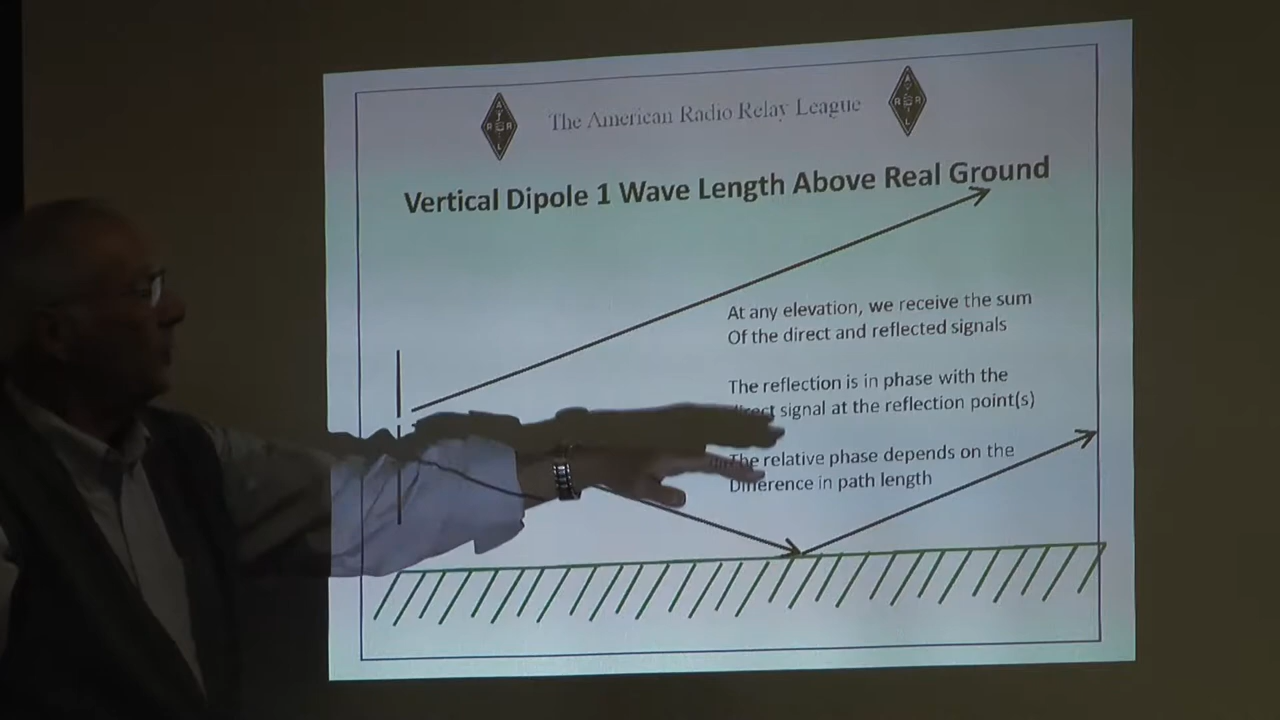 The American Radio Relay League
Vertical Dipole 1 Wave Length Above Real Ground
At any elevation, we receive the sum
Of the direct and reflected signals
The reflection is in phase with the
direct signal at the reflection point(s)
The relative phase depends on the
Difference in path length